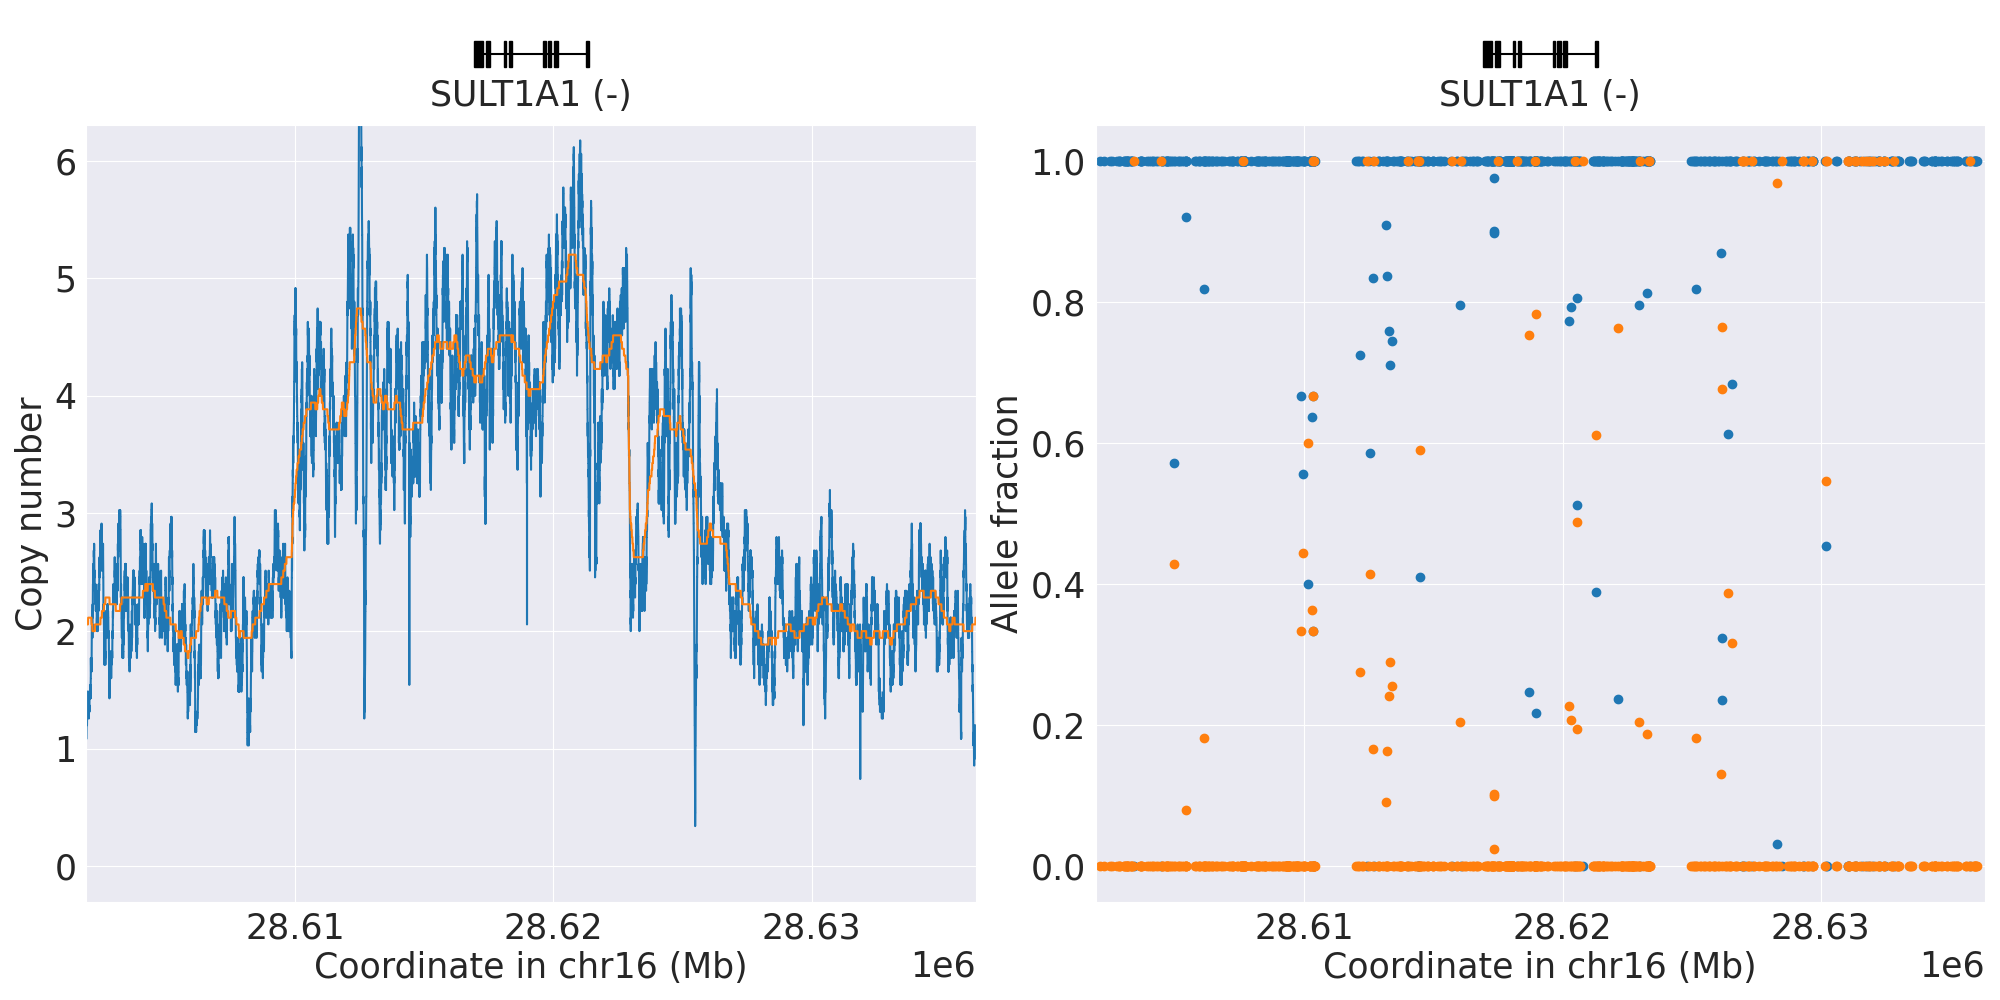 SULT1A1 (-)
6
5
4
3
2
1
0
Copy number
28.61 28.62 28.63
Coordinate in chr16 (Mb) 1e6
SULT1A1 (-)
1.0
0.8
0.6
0.4
0.2
0.0
Allele fraction
28.61 28.62 28.63
Coordinate in chr16 (Mb) 1e6